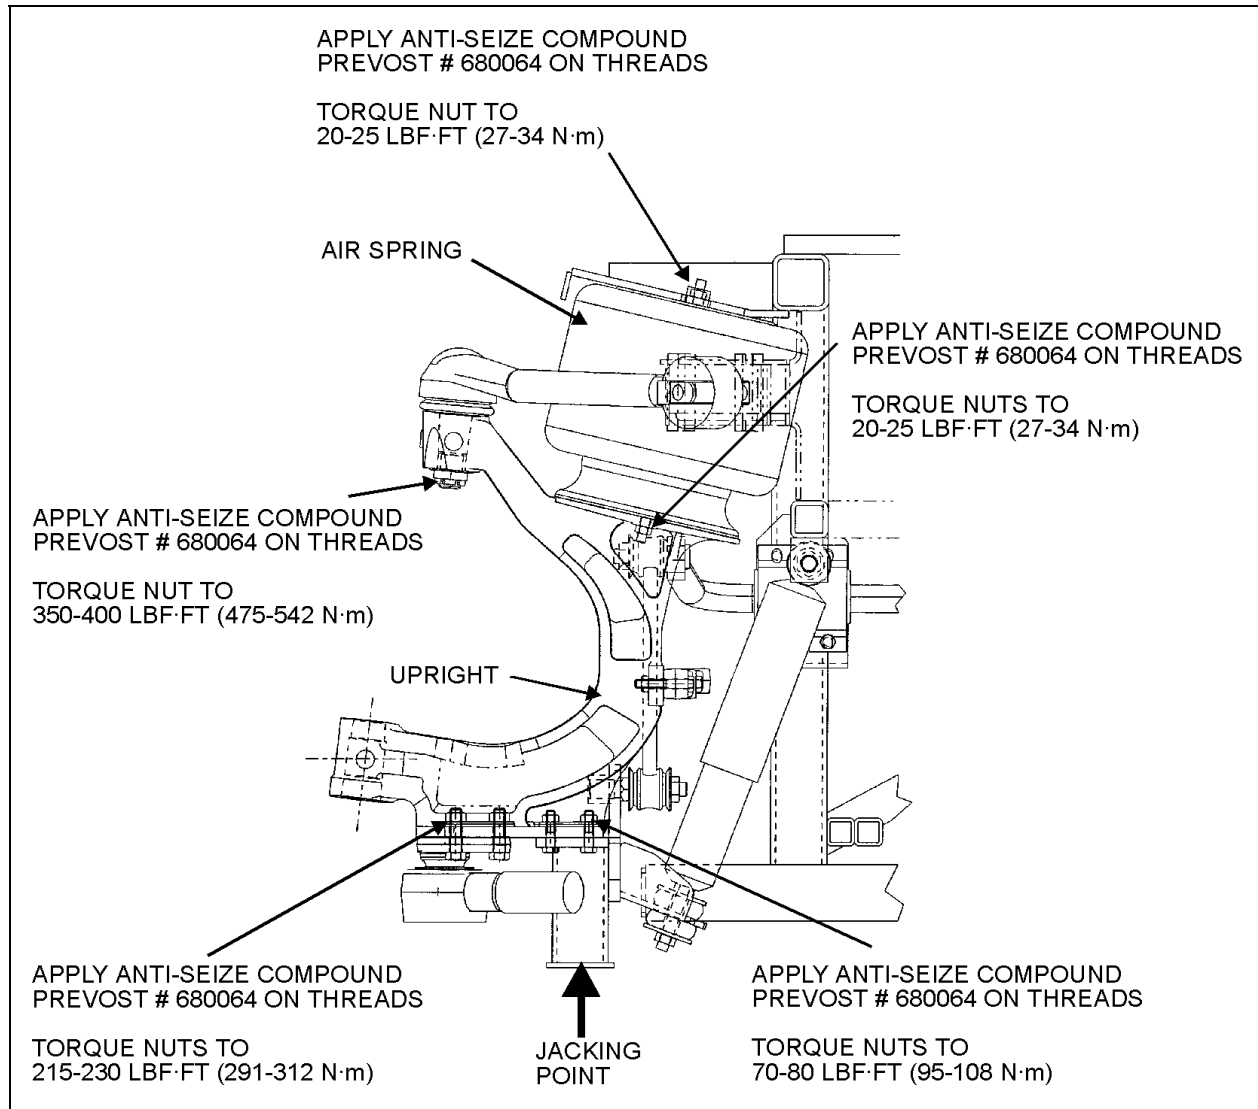 APPLY ANTI-SEIZE COMPOUND
PREVOST # 680064 ON THREADS
TORQUE NUT TO
20-25 LBF·FT (27-34 N·m)
AIR SPRING
APPLY ANTI-SEIZE COMPOUND
PREVOST # 680064 ON THREADS
TORQUE NUTS TO
20-25 LBF·FT (27-34 N·m)
APPLY ANTI-SEIZE COMPOUND
PREVOST # 680064 ON THREADS
TORQUE NUT TO
350-400 LBF·FT (475-542 N·m)
UPRIGHT
APPLY ANTI-SEIZE COMPOUND
PREVOST # 680064 ON THREADS
TORQUE NUTS TO
215-230 LBF·FT (291-312 N·m)
JACKING
POINT
APPLY ANTI-SEIZE COMPOUND
PREVOST # 680064 ON THREADS
TORQUE NUTS TO
70-80 LBF·FT (95-108 N·m)